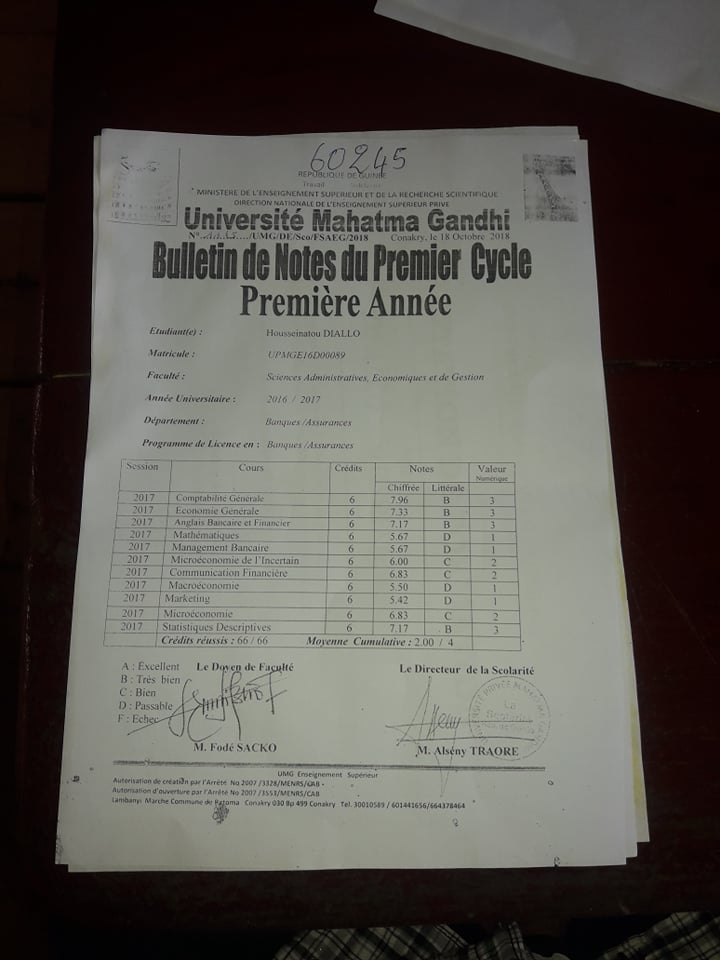 60245
REPUBLIQUE DE GUINEE
Travail
MINISTERE DE L'ENSEIGNEMENT SUPERIEUR ET DE LA RECHERCHE SCIENTIFIQUE
DIRECTION NATIONALE DE L'ENSEIGNEMENT SUPERIEUR PRIVE
Université Mahatma Gandhi
N° /UMG/DE/Sco/FSAEG/2018 Conakry, le 18 Octobre 2018
Bulletin de Notes du Premier Cycle
Première Année
Etudiant(e) : Housseinatou DIALLO
Matricule : UPMGE16D00089
Faculté : Sciences Administratives, Economiques et de Gestion
Année Universitaire : 2016 / 2017
Département : Banques /Assurances
Programme de Licence en : Banques /Assurances
Session Cours Crédits Notes Valeur Numérique
Chiffrée Littérale
2017 Comptabilité Générale 6 7.96 B 3
2017 Economie Générale 6 7.33 B 3
2017 Anglais Bancaire et Financier 6 7.17 B 3
2017 Mathématiques 6 5.67 D 1
2017 Management Bancaire 6 5.67 D 1
2017 Microéconomie de l'Incertain 6 6.00 C 2
2017 Communication Financière 6 6.83 C 2
2017 Macroéconomie 6 5.50 D 1
2017 Marketing 6 5.42 D 1
2017 Microéconomie 6 6.83 C 2
2017 Statistiques Descriptives 6 7.17 B 3
Crédits réussis : 66 / 66 Moyenne Cumulative : 2.00 / 4
A : Excellent Le Doyen de Faculté Le Directeur de la Scolarité
B : Très bien
C : Bien
D : Passable
F : Echec
La Scolarité
M. Fodé SACKO M. Alsény TRAORE
UMG Enseignement Supérieur
Autorisation de création par l'Arrêté No 2007 /3328/MENRS/CAB
Autorisation d'ouverture par l'Arrêté No 2007 /3553/MENRS/CAB
Lambanyi Marche Commune de Ratoma Conakry 030 Bp 499 Conakry Tel. 30010589 / 601441656/664378464